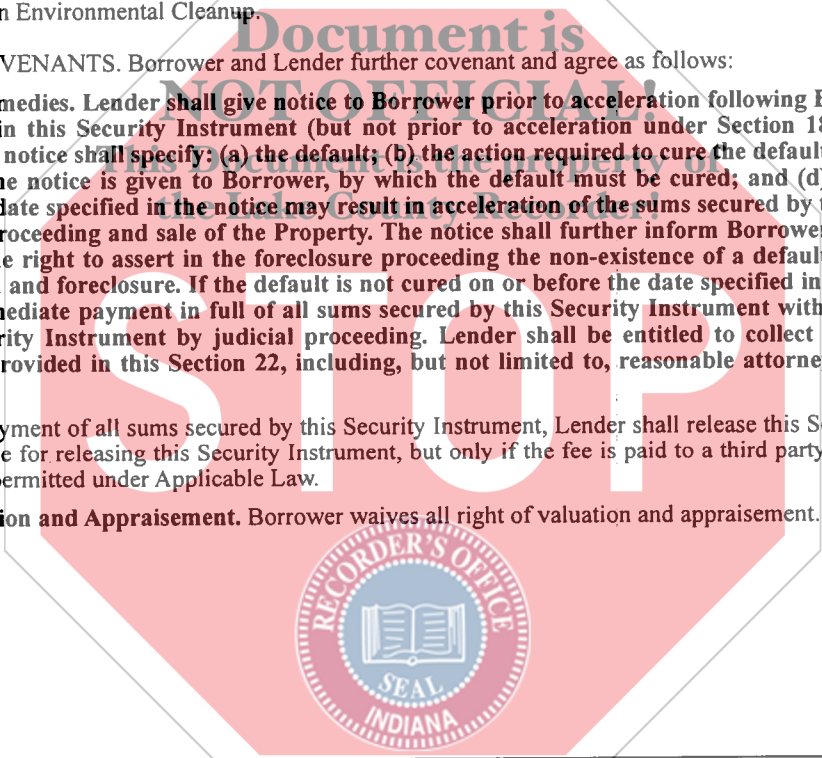 n Environmental Cleanup.
Document is
VENANTS. Borrower and Lender further covenant and agree as follows:
NOT OFFICIAL!
medies. Lender shall give notice to Borrower prior to acceleration following B
in this Security Instrument (but not prior to acceleration under Section 18
notice shall specify: (a) the default; (b) the action required to cure the defaul
This Document is the property of
ne notice is given to Borrower, by which the default must be cured; and (d)
date specified in the notice may result in acceleration of the sums secured by t
the Lake County Recorder!
roceeding and sale of the Property. The notice shall further inform Borrowe
e right to assert in the foreclosure proceeding the non-existence of a defaul
and foreclosure. If the default is not cured on or before the date specified in
mediate payment in full of all sums secured by this Security Instrument with
rity Instrument by judicial proceeding. Lender shall be entitled to collect
rovided in this Section 22, including, but not limited to, reasonable attorne
STOP
yment of all sums secured by this Security Instrument, Lender shall release this S
e for releasing this Security Instrument, but only if the fee is paid to a third party
ermitted under Applicable Law.
ion and Appraisement. Borrower waives all right of valuation and appraisement.
RECORDER'S OFFICE
SEAL
INDIANA